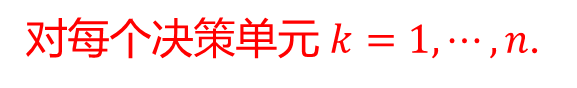 对每个决策单元 k = 1, ⋯ , n.